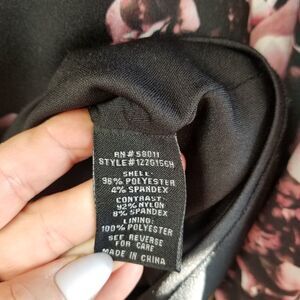 RN# 58011
STYLE# 1220156H
SHELL:
96% POLYESTER
4% SPANDEX
CONTRAST:
92% NYLON
8% SPANDEX
LINING:
100% POLYESTER
SEE REVERSE
FOR CARE
MADE IN CHINA